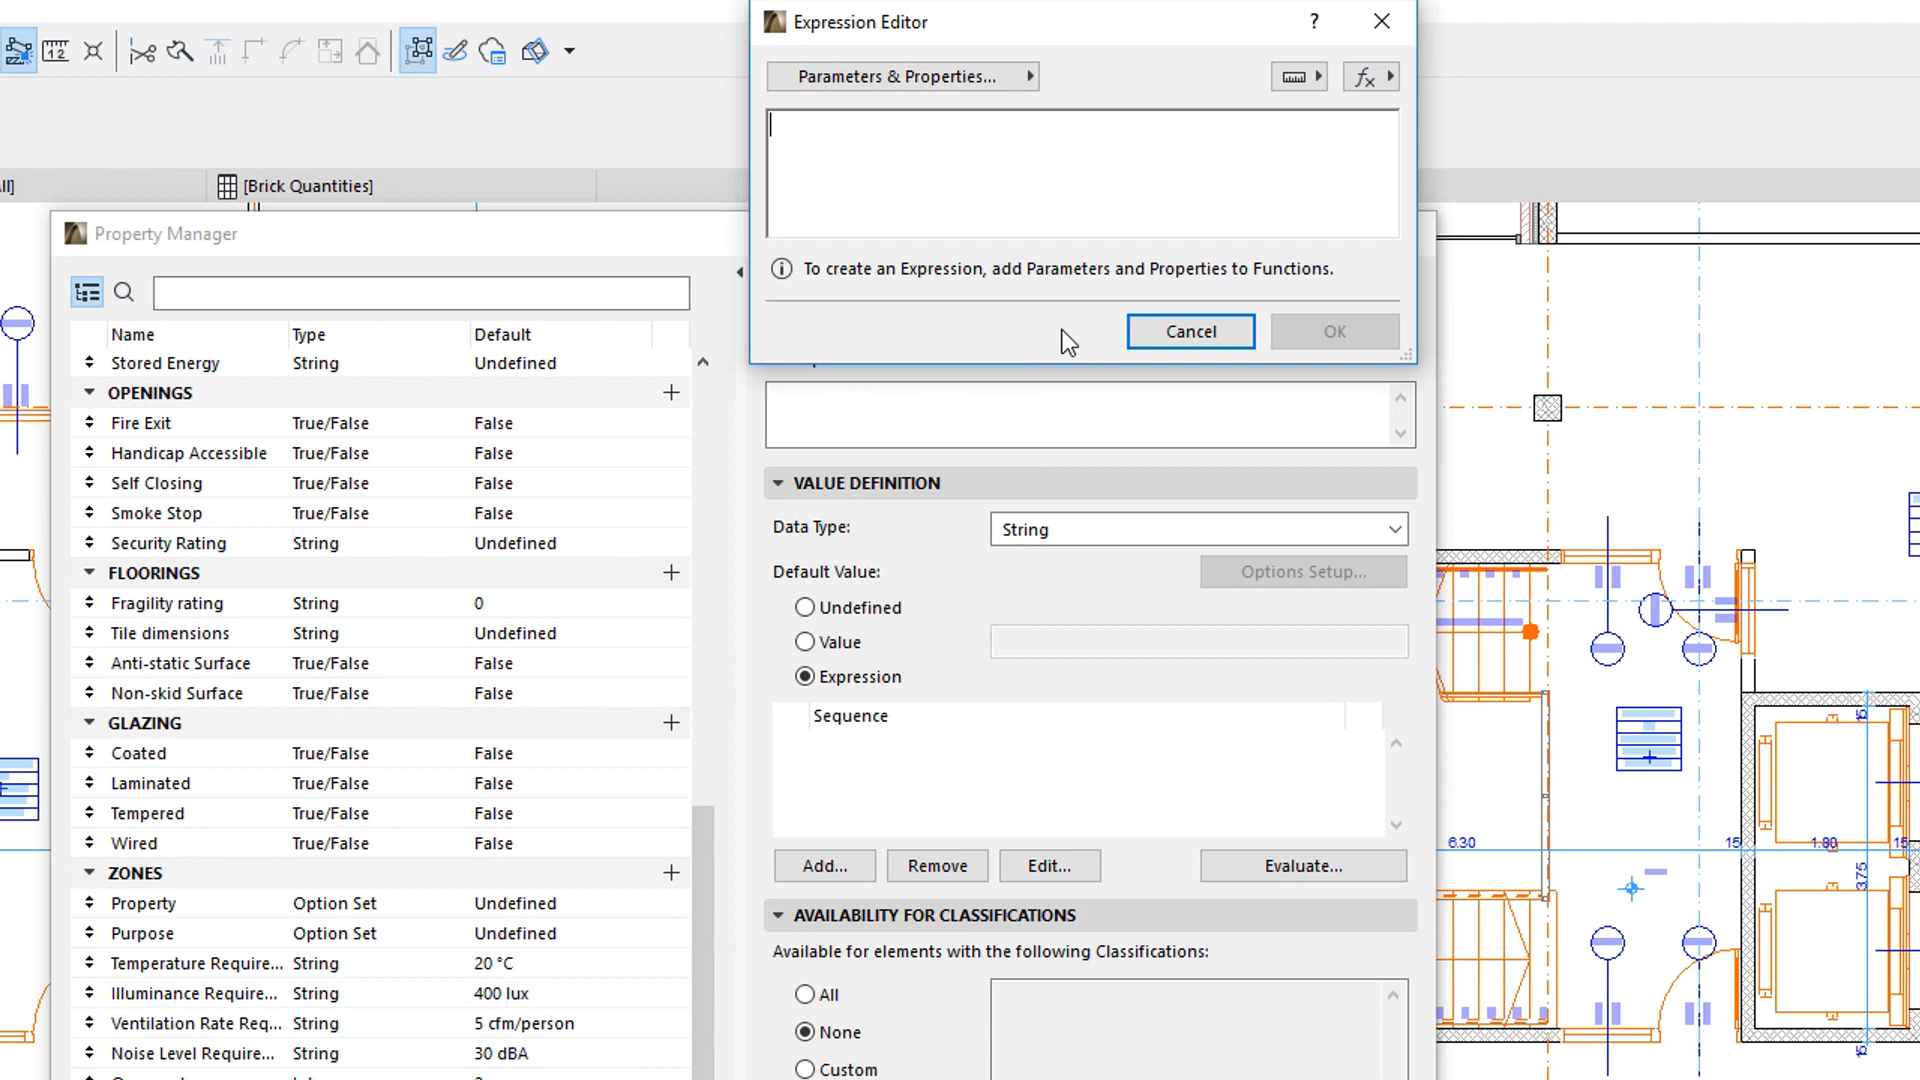 Expression Editor
?
Parameters & Properties...
fx
ll]
[Brick Quantities]
Property Manager
To create an Expression, add Parameters and Properties to Functions.
Cancel
OK
Name Type Default
Stored Energy String Undefined
OPENINGS
Fire Exit True/False False
Handicap Accessible True/False False
Self Closing True/False False
Smoke Stop True/False False
Security Rating String Undefined
FLOORINGS
Fragility rating String 0
Tile dimensions String Undefined
Anti-static Surface True/False False
Non-skid Surface True/False False
GLAZING
Coated True/False False
Laminated True/False False
Tempered True/False False
Wired True/False False
ZONES
Property Option Set Undefined
Purpose Option Set Undefined
Temperature Require... String 20 °C
Illuminance Require... String 400 lux
Ventilation Rate Req... String 5 cfm/person
Noise Level Require... String 30 dBA
VALUE DEFINITION
Data Type: String
Default Value: Options Setup...
Undefined
Value
Expression
Sequence
Add... Remove Edit... Evaluate...
AVAILABILITY FOR CLASSIFICATIONS
Available for elements with the following Classifications:
All
None
Custom
6.30
15
1.80
15
3.75
15
15